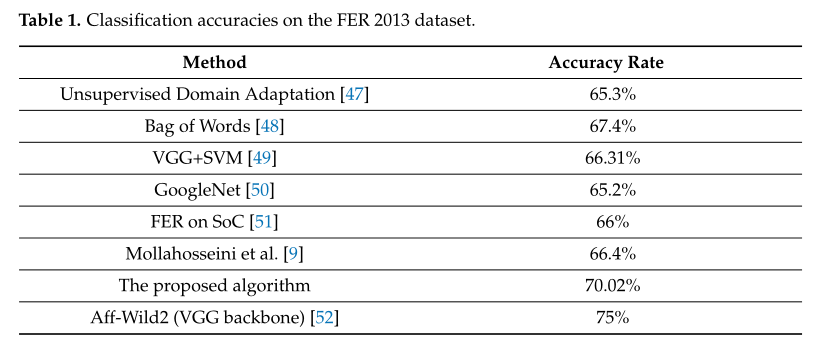 Table 1. Classification accuracies on the FER 2013 dataset.
Method Accuracy Rate
Unsupervised Domain Adaptation [47] 65.3%
Bag of Words [48] 67.4%
VGG+SVM [49] 66.31%
GoogleNet [50] 65.2%
FER on SoC [51] 66%
Mollahosseini et al. [9] 66.4%
The proposed algorithm 70.02%
Aff-Wild2 (VGG backbone) [52] 75%